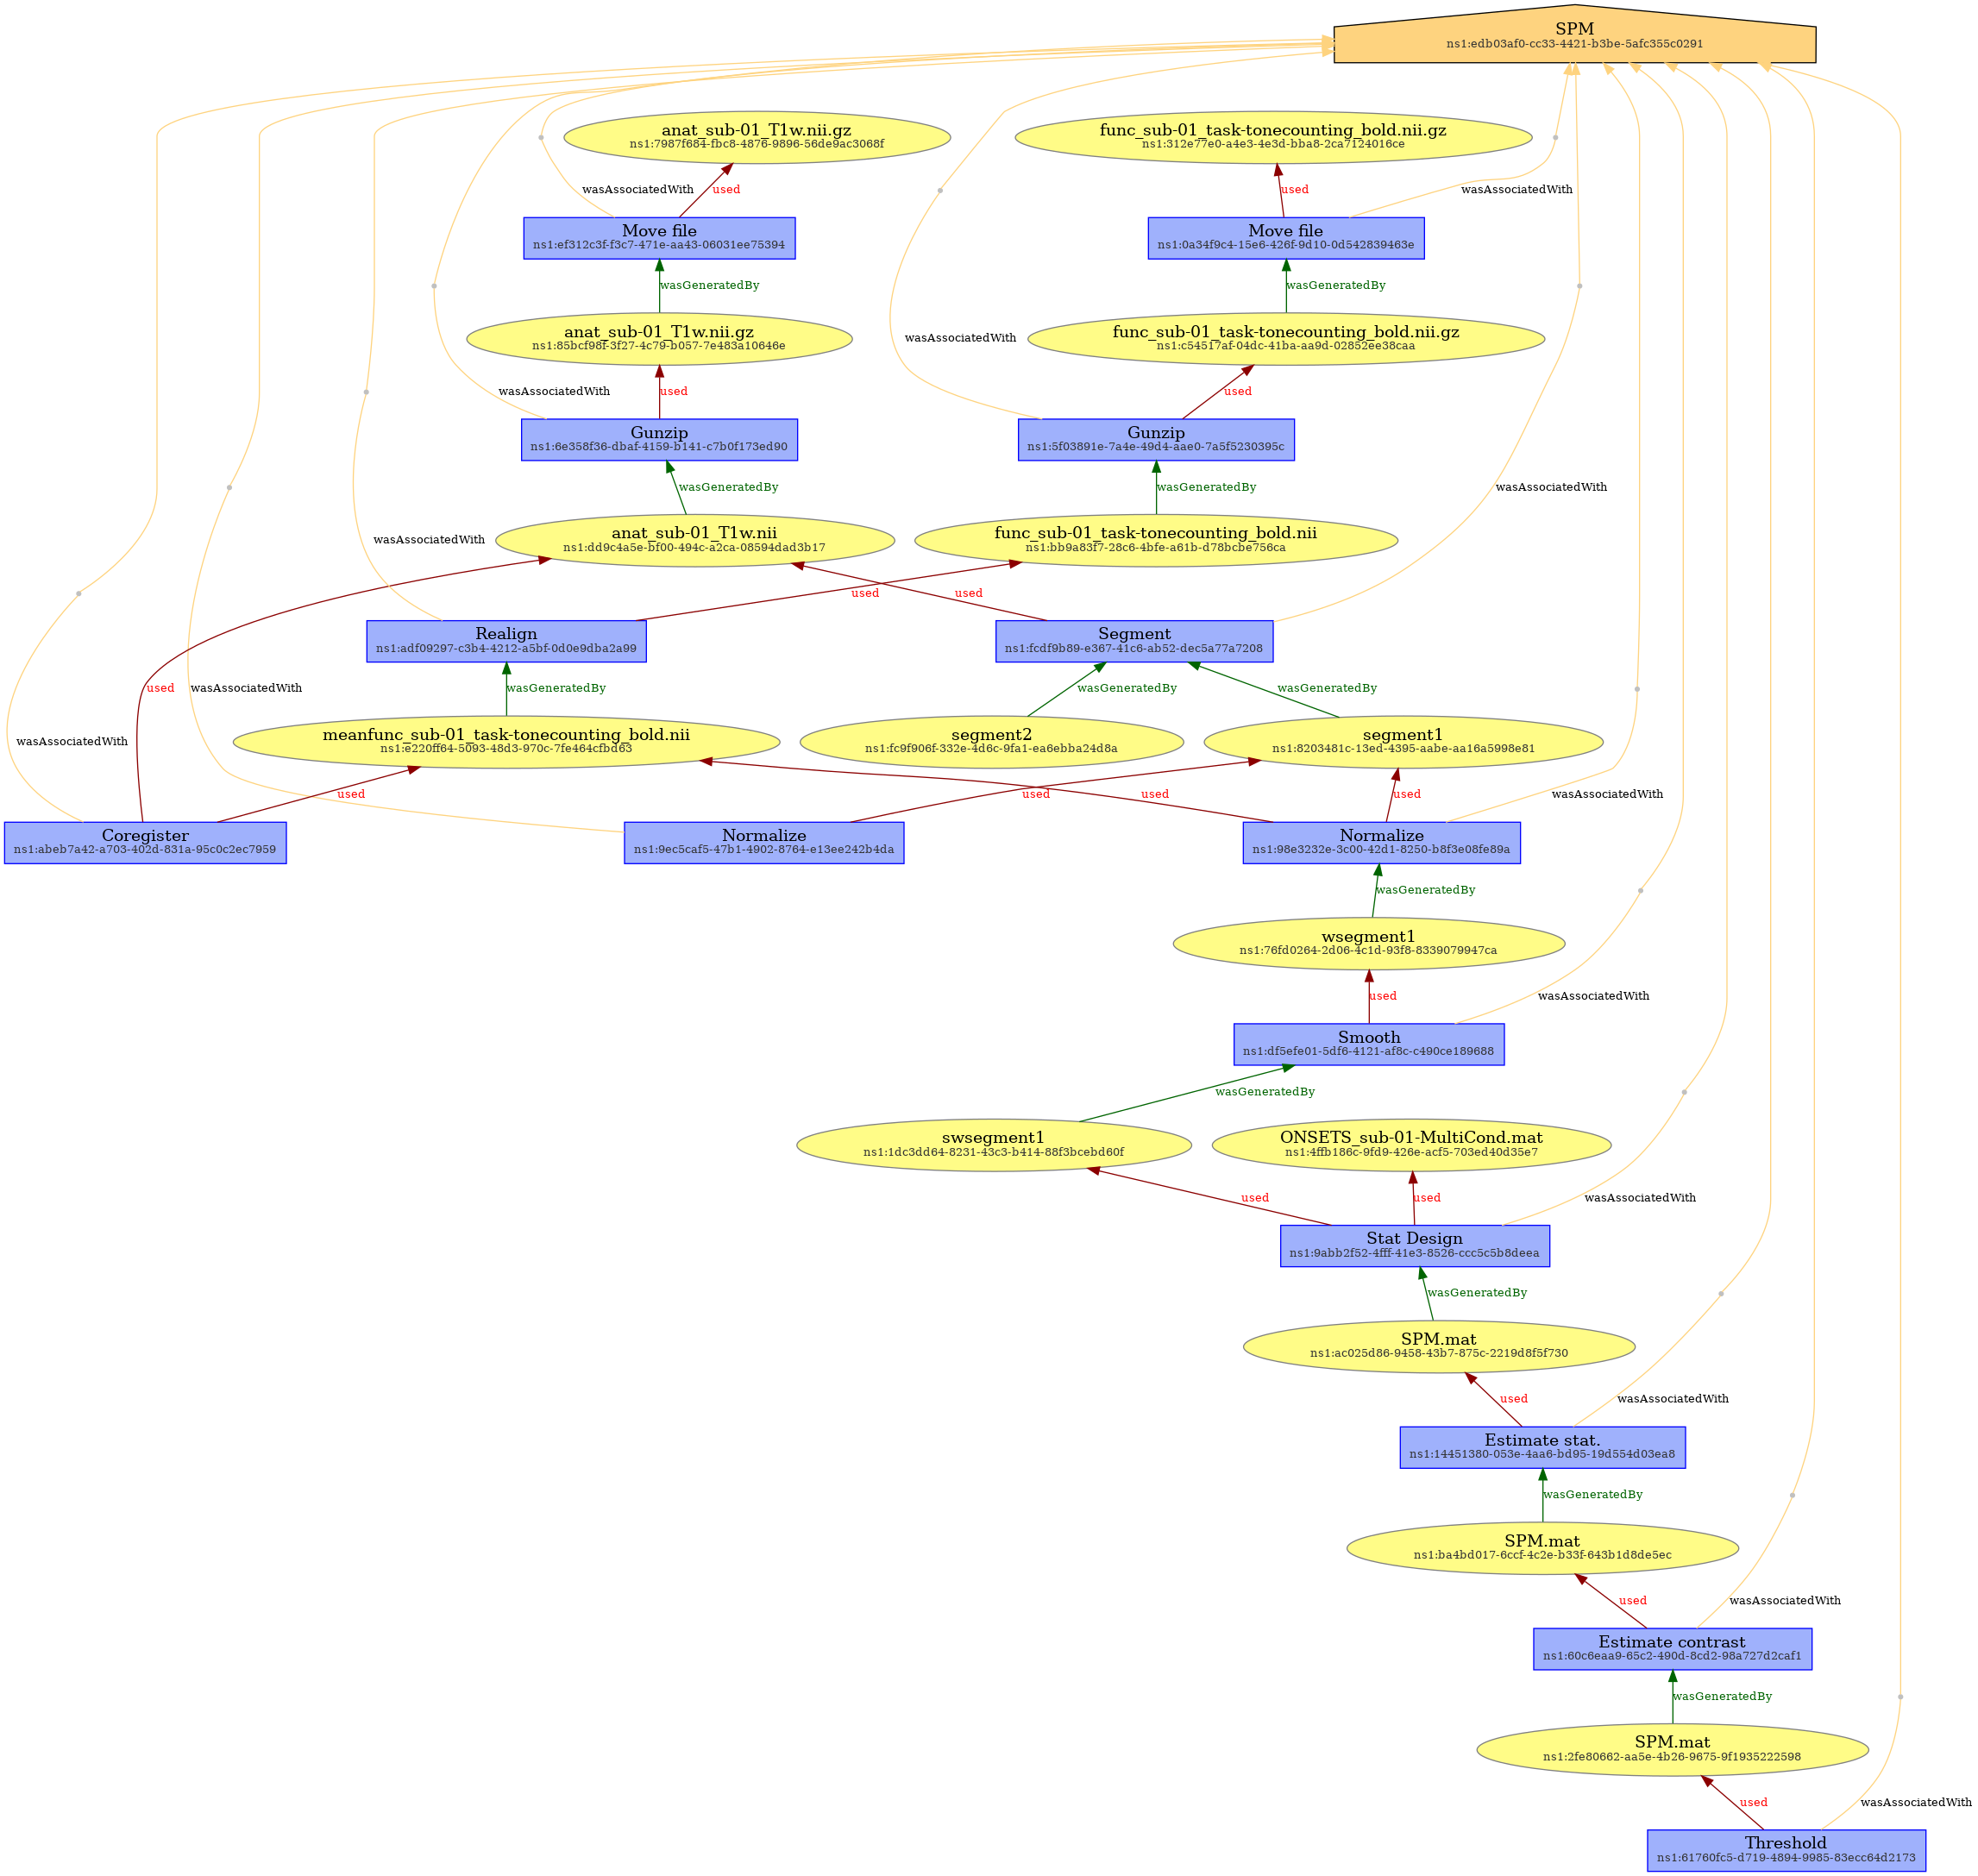 SPM
ns1:edb03af0-cc33-4421-b3be-5afc355c0291
anat_sub-01_T1w.nii.gz
ns1:7987f684-fbc8-4876-9896-56de9ac3068f
func_sub-01_task-tonecounting_bold.nii.gz
ns1:312e77e0-a4e3-4e3d-bba8-2ca7124016ce
wasAssociatedWith
used
used
wasAssociatedWith
Move file
ns1:ef312c3f-f3c7-471e-aa43-06031ee75394
Move file
ns1:0a34f9c4-15e6-426f-9d10-0d542839463e
wasGeneratedBy
wasGeneratedBy
anat_sub-01_T1w.nii.gz
ns1:85bcf98f-3f27-4c79-b057-7e483a10646e
wasAssociatedWith
func_sub-01_task-tonecounting_bold.nii.gz
ns1:c54517af-04dc-41ba-aa9d-02852ee38caa
wasAssociatedWith
used
used
Gunzip
ns1:6e358f36-dbaf-4159-b141-c7b0f173ed90
Gunzip
ns1:5f03891e-7a4e-49d4-aae0-7a5f5230395c
wasGeneratedBy
wasGeneratedBy
wasAssociatedWith
anat_sub-01_T1w.nii
ns1:dd9c4a5e-bf00-494c-a2ca-08594dad3b17
func_sub-01_task-tonecounting_bold.nii
ns1:bb9a83f7-28c6-4bfe-a61b-d78bcbe756ca
wasAssociatedWith
used
used
Realign
ns1:adf09297-c3b4-4212-a5bf-0d0e9dba2a99
Segment
ns1:fcdf9b89-e367-41c6-ab52-dec5a77a7208
used
wasAssociatedWith
wasGeneratedBy
wasGeneratedBy
wasGeneratedBy
wasAssociatedWith
meanfunc_sub-01_task-tonecounting_bold.nii
ns1:e220ff64-5093-48d3-970c-7fe464cfbd63
segment2
ns1:fc9f906f-332e-4d6c-9fa1-ea6ebba24d8a
segment1
ns1:8203481c-13ed-4395-aabe-aa16a5998e81
used
used
used
used
wasAssociatedWith
Coregister
ns1:abeb7a42-a703-402d-831a-95c0c2ec7959
Normalize
ns1:9ec5caf5-47b1-4902-8764-e13ee242b4da
Normalize
ns1:98e3232e-3c00-42d1-8250-b8f3e08fe89a
wasGeneratedBy
wsegment1
ns1:76fd0264-2d06-4c1d-93f8-8339079947ca
used
wasAssociatedWith
Smooth
ns1:df5efe01-5df6-4121-af8c-c490ce189688
wasGeneratedBy
swsegment1
ns1:1dc3dd64-8231-43c3-b414-88f3bcebd60f
ONSETS_sub-01-MultiCond.mat
ns1:4ffb186c-9fd9-426e-acf5-703ed40d35e7
used
used
wasAssociatedWith
Stat Design
ns1:9abb2f52-4fff-41e3-8526-ccc5c5b8deea
wasGeneratedBy
SPM.mat
ns1:ac025d86-9458-43b7-875c-2219d8f5f730
used
wasAssociatedWith
Estimate stat.
ns1:14451380-053e-4aa6-bd95-19d554d03ea8
wasGeneratedBy
SPM.mat
ns1:ba4bd017-6ccf-4c2e-b33f-643b1d8de5ec
used
wasAssociatedWith
Estimate contrast
ns1:60c6eaa9-65c2-490d-8cd2-98a727d2caf1
wasGeneratedBy
SPM.mat
ns1:2fe80662-aa5e-4b26-9675-9f1935222598
used
wasAssociatedWith
Threshold
ns1:61760fc5-d719-4894-9985-83ecc64d2173